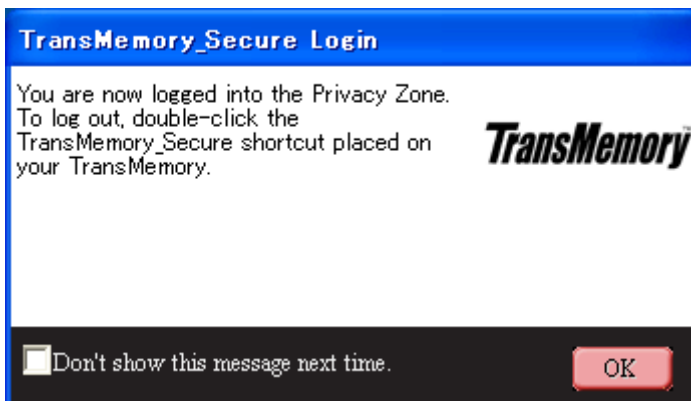 TransMemory_Secure Login
You are now logged into the Privacy Zone.
To log out, double-click the
TransMemory_Secure shortcut placed on
your TransMemory.
TransMemory
Don't show this message next time.
OK